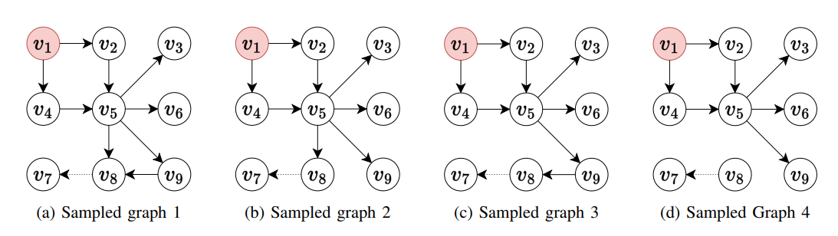 v1 v2 v3 v1 v2 v3 v1 v2 v3 v1 v2 v3
v4 v5 v6 v4 v5 v6 v4 v5 v6 v4 v5 v6
v7 v8 v9 v7 v8 v9 v7 v8 v9 v7 v8 v9
(a) Sampled graph 1 (b) Sampled graph 2 (c) Sampled graph 3 (d) Sampled Graph 4